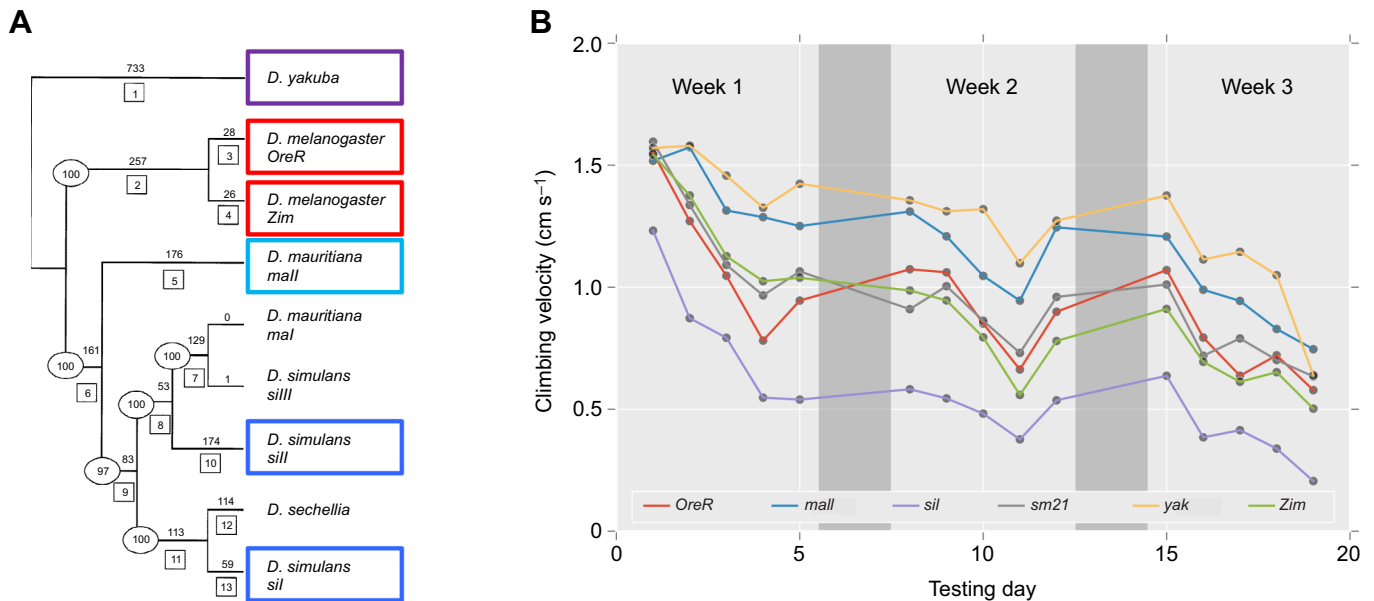 A
733
1
D. yakuba
28
3
D. melanogaster
OreR
100
257
2
26
4
D. melanogaster
Zim
176
5
D. mauritiana
maII
0
D. mauritiana
maI
100
129
7
1
D. simulans
siIII
100
161
6
53
8
100
174
10
D. simulans
siII
97
83
9
114
12
D. sechellia
100
113
11
59
13
D. simulans
siI
B
Climbing velocity (cm s–1)
2.0
1.5
1.0
0.5
0
Week 1
Week 2
Week 3
OreR
maII
siI
sm21
yak
Zim
0
5
10
15
20
Testing day